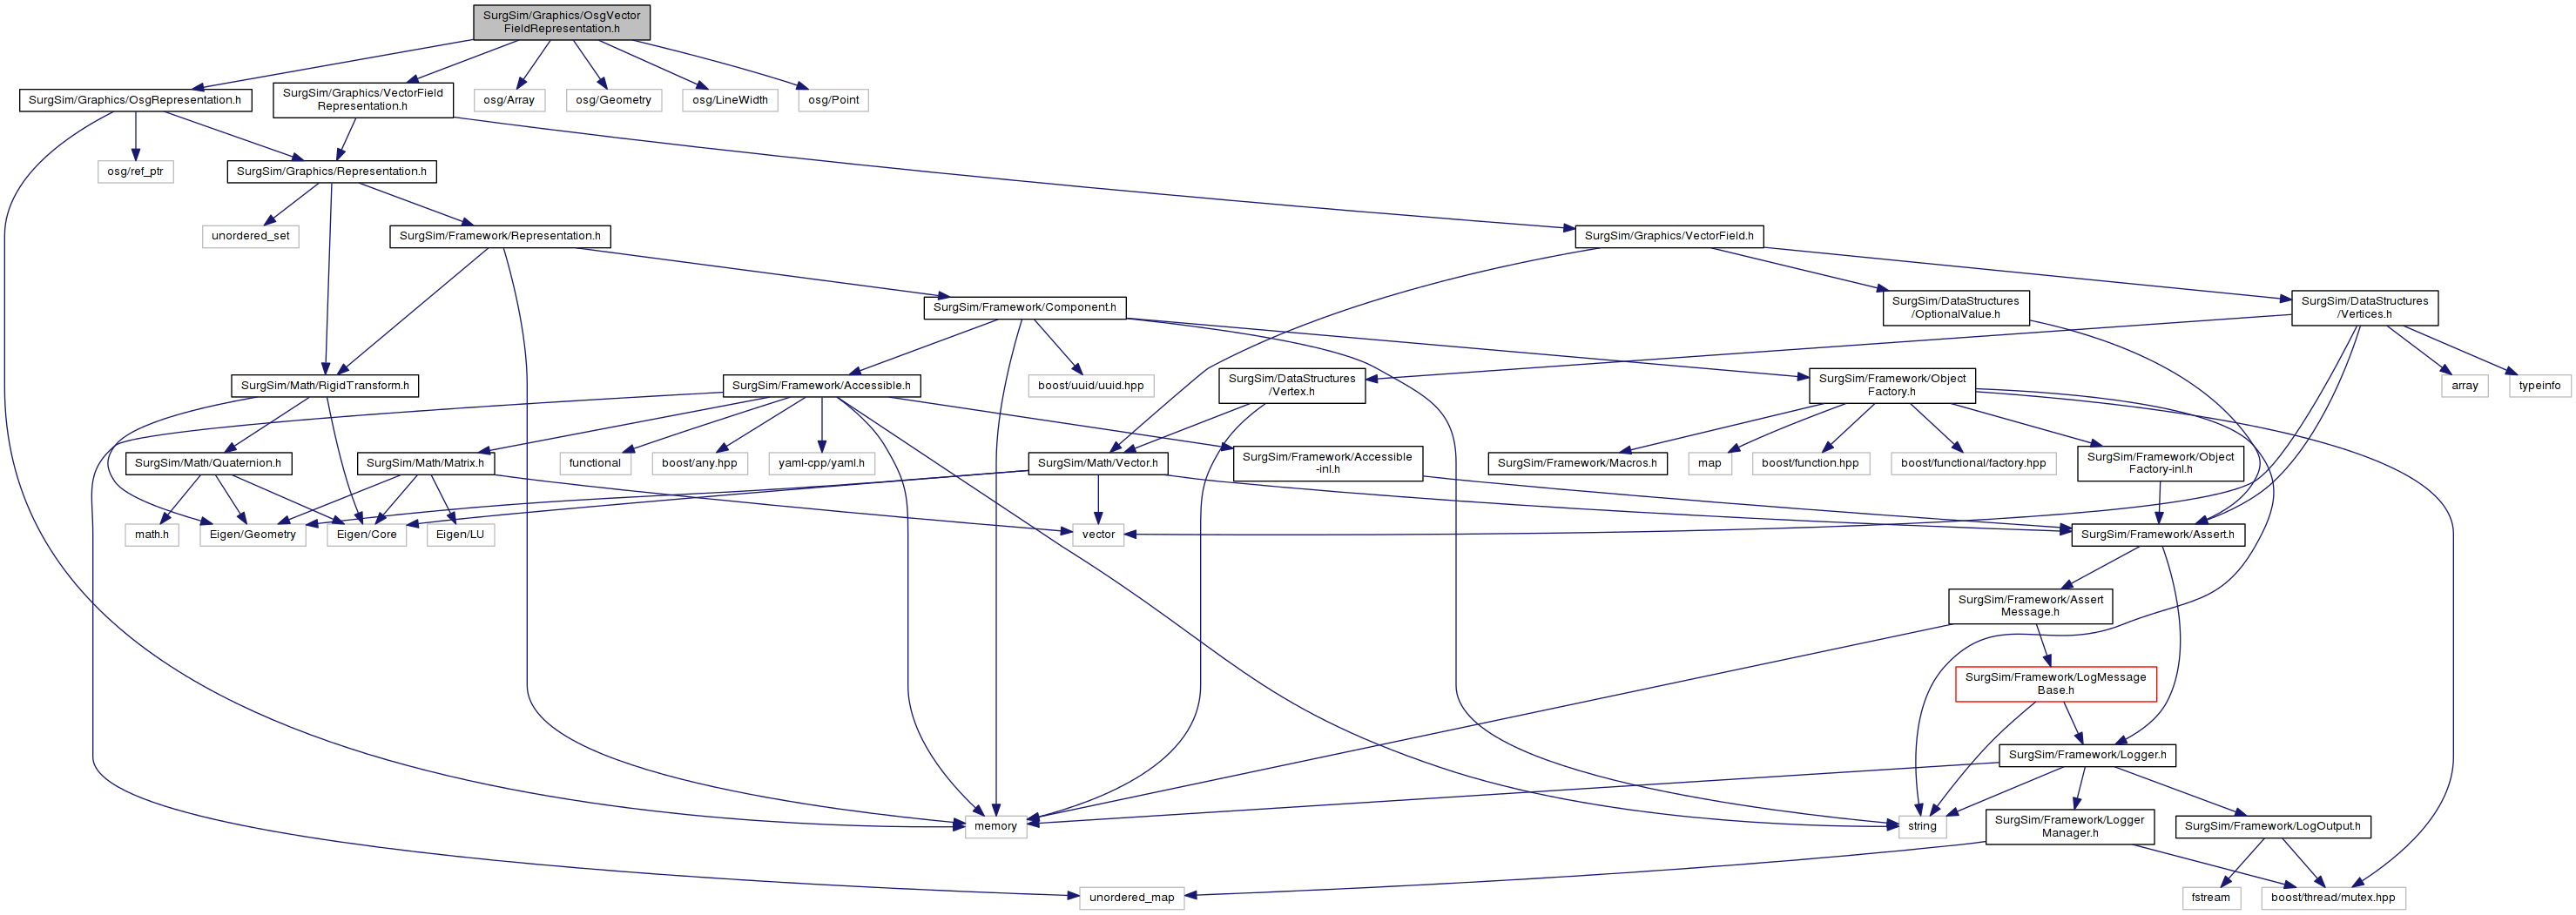 SurgSim/Graphics/OsgVector
FieldRepresentation.h
SurgSim/Graphics/OsgRepresentation.h
SurgSim/Graphics/VectorField
Representation.h
osg/Array
osg/Geometry
osg/LineWidth
osg/Point
osg/ref_ptr
SurgSim/Graphics/Representation.h
unordered_set
SurgSim/Framework/Representation.h
SurgSim/Graphics/VectorField.h
SurgSim/Framework/Component.h
SurgSim/DataStructures
/OptionalValue.h
SurgSim/DataStructures
/Vertices.h
SurgSim/Math/RigidTransform.h
SurgSim/Framework/Accessible.h
boost/uuid/uuid.hpp
SurgSim/DataStructures
/Vertex.h
SurgSim/Framework/Object
Factory.h
array
typeinfo
SurgSim/Math/Quaternion.h
SurgSim/Math/Matrix.h
functional
boost/any.hpp
yaml-cpp/yaml.h
SurgSim/Math/Vector.h
SurgSim/Framework/Accessible
-inl.h
SurgSim/Framework/Macros.h
map
boost/function.hpp
boost/functional/factory.hpp
SurgSim/Framework/Object
Factory-inl.h
math.h
Eigen/Geometry
Eigen/Core
Eigen/LU
vector
SurgSim/Framework/Assert.h
SurgSim/Framework/Assert
Message.h
SurgSim/Framework/LogMessage
Base.h
SurgSim/Framework/Logger.h
memory
string
SurgSim/Framework/Logger
Manager.h
SurgSim/Framework/LogOutput.h
unordered_map
fstream
boost/thread/mutex.hpp